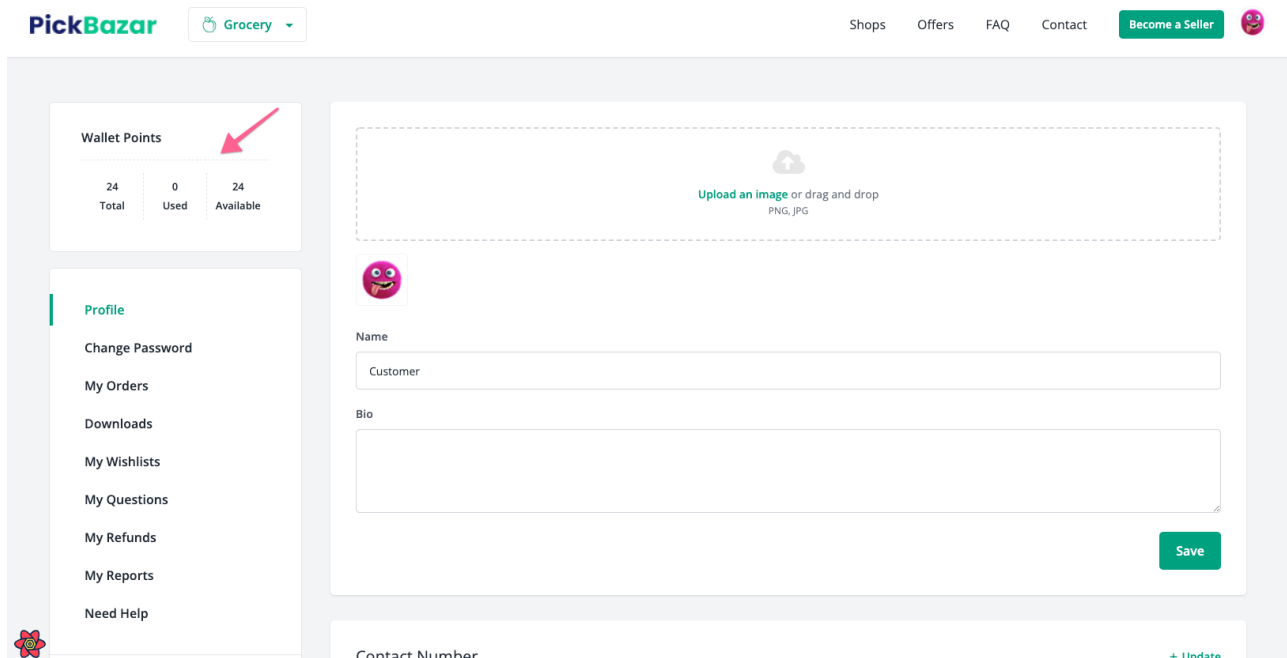 PickBazar
Grocery
Shops
Offers
FAQ
Contact
Become a Seller
Wallet Points
24
Total
0
Used
24
Available
Profile
Change Password
My Orders
Downloads
My Wishlists
My Questions
My Refunds
My Reports
Need Help
Upload an image or drag and drop
PNG, JPG
Name
Customer
Bio
Save
Contact Number
+ Update